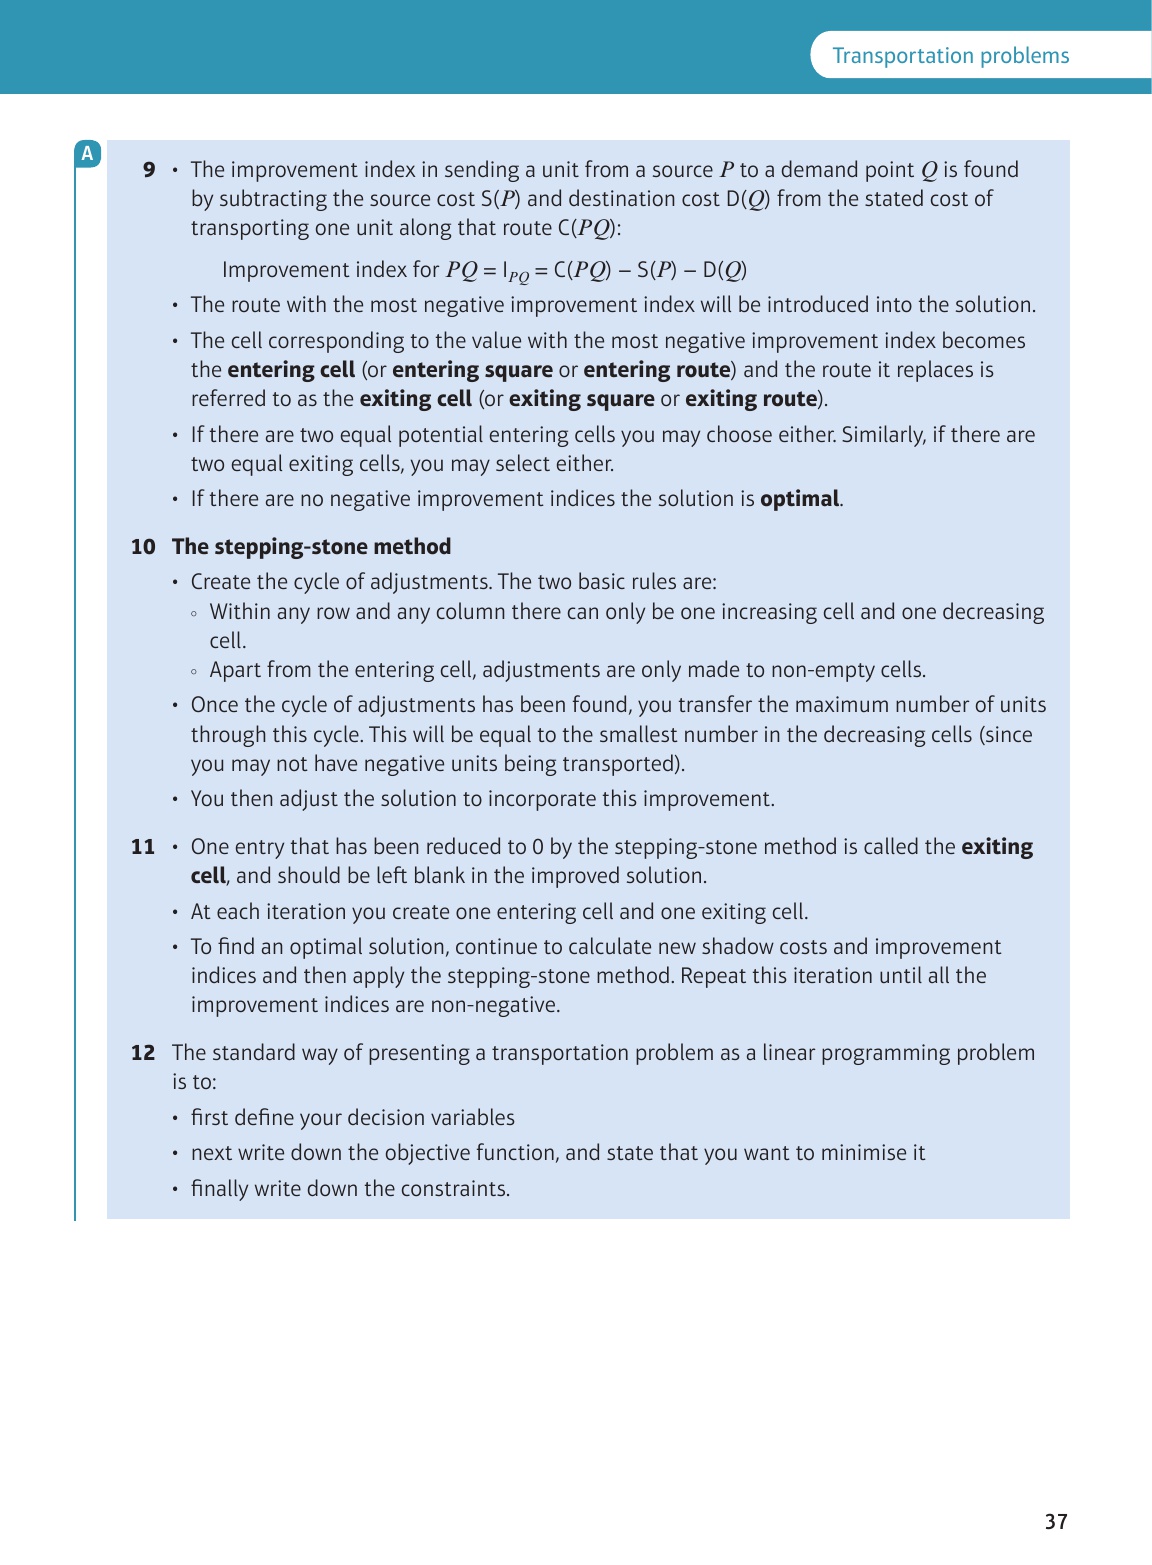 Transportation problems
A
9 • The improvement index in sending a unit from a source P to a demand point Q is found
by subtracting the source cost S(P) and destination cost D(Q) from the stated cost of
transporting one unit along that route C(PQ):
Improvement index for PQ = I_PQ = C(PQ) – S(P) – D(Q)
• The route with the most negative improvement index will be introduced into the solution.
• The cell corresponding to the value with the most negative improvement index becomes
the entering cell (or entering square or entering route) and the route it replaces is
referred to as the exiting cell (or exiting square or exiting route).
• If there are two equal potential entering cells you may choose either. Similarly, if there are
two equal exiting cells, you may select either.
• If there are no negative improvement indices the solution is optimal.
10 The stepping-stone method
• Create the cycle of adjustments. The two basic rules are:
◦ Within any row and any column there can only be one increasing cell and one decreasing
cell.
◦ Apart from the entering cell, adjustments are only made to non-empty cells.
• Once the cycle of adjustments has been found, you transfer the maximum number of units
through this cycle. This will be equal to the smallest number in the decreasing cells (since
you may not have negative units being transported).
• You then adjust the solution to incorporate this improvement.
11 • One entry that has been reduced to 0 by the stepping-stone method is called the exiting
cell, and should be left blank in the improved solution.
• At each iteration you create one entering cell and one exiting cell.
• To find an optimal solution, continue to calculate new shadow costs and improvement
indices and then apply the stepping-stone method. Repeat this iteration until all the
improvement indices are non-negative.
12 The standard way of presenting a transportation problem as a linear programming problem
is to:
• first define your decision variables
• next write down the objective function, and state that you want to minimise it
• finally write down the constraints.
37